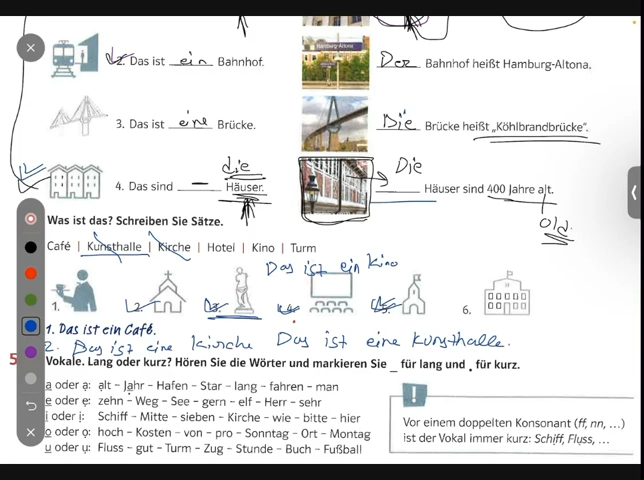 Hamburg-Altona
2. Das ist ein Bahnhof.
Der Bahnhof heißt Hamburg-Altona.
3. Das ist eine Brücke.
Die Brücke heißt „Köhlbrandbrücke“.
die
Die
4. Das sind – Häuser.
Häuser sind 400 Jahre alt.
old
Was ist das? Schreiben Sie Sätze.
Café | Kunsthalle | Kirche | Hotel | Kino | Turm
Das ist ein Kino
1. 2. 3. 4. 5. 6.
H
1. Das ist ein Café.
2. Das ist eine Kirche Das ist eine Kunsthalle.
5 Vokale. Lang oder kurz? Hören Sie die Wörter und markieren Sie _ für lang und . für kurz.
a oder ạ: ạlt – Jahr – Hafen – Star – lang – fahren – man
e oder ẹ: zehn – Weg – See – gern – elf – Herr – sehr
i oder ị: Schiff – Mitte – sieben – Kirche – wie – bitte – hier
o oder ọ: hoch – Kosten – von – pro – Sonntag – Ort – Montag
u oder ụ: Fluss – gut – Turm – Zug – Stunde – Buch – Fußball
!
Vor einem doppelten Konsonant (ff, nn, ...)
ist der Vokal immer kurz: Schiff, Fluss, ...